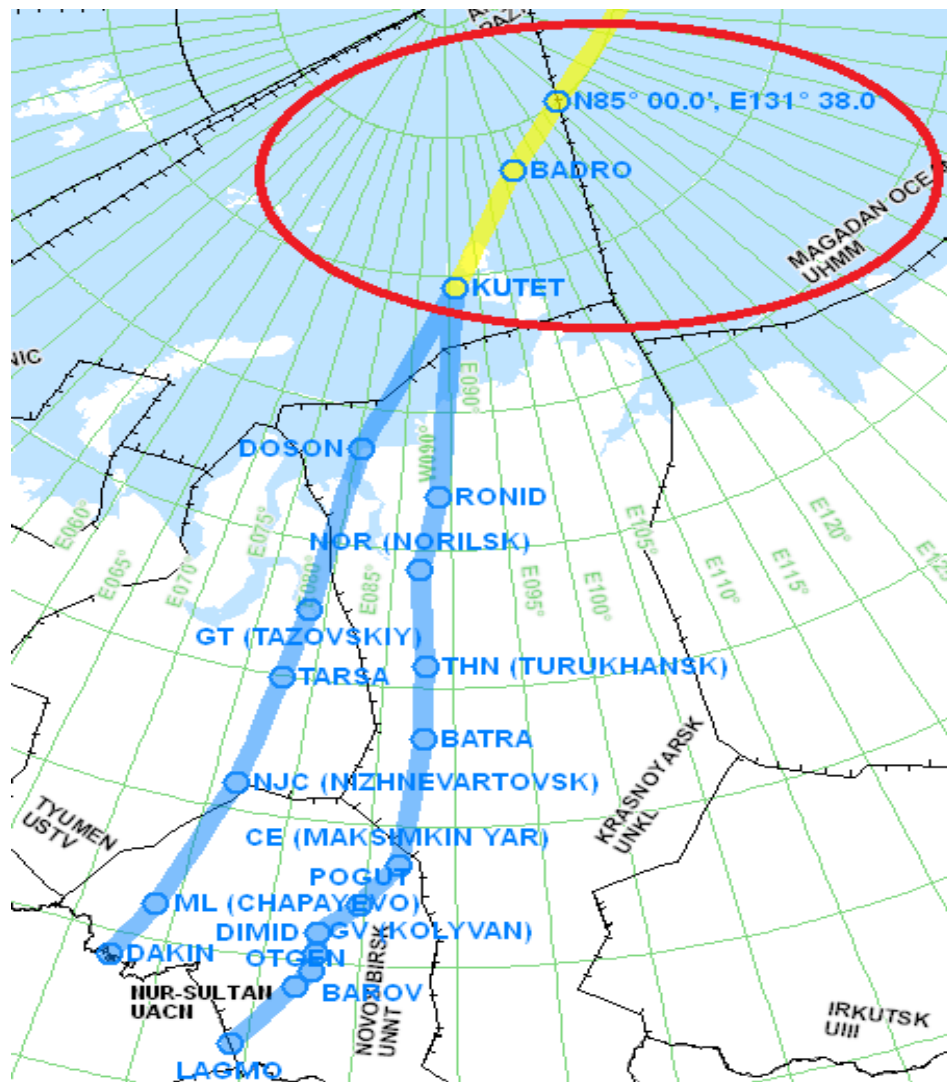 N85° 00.0', E131° 38.0
BADRO
MAGADAN OCE
UHMM
KUTET
NIC
E090°
W090°
DOSON
RONID
NOR (NORILSK)
E060°
E065°
E070°
E075°
E080°
E085°
E095°
E100°
E105°
E110°
E115°
E120°
GT (TAZOVSKIY)
TARSA
THN (TURUKHANSK)
BATRA
NJC (NIZHNEVARTOVSK)
TYUMEN
USTV
KRASNOYARSK
UNKL
CE (MAKSIMKIN YAR)
POGUT
ML (CHAPAYEVO)
DIMID
GV (KOLYVAN)
DAKIN
OTGEN
NUR-SULTAN
UACN
BANOV
NOVOSIBIRSK
UNNT
IRKUTSK
UIII
LAGMO